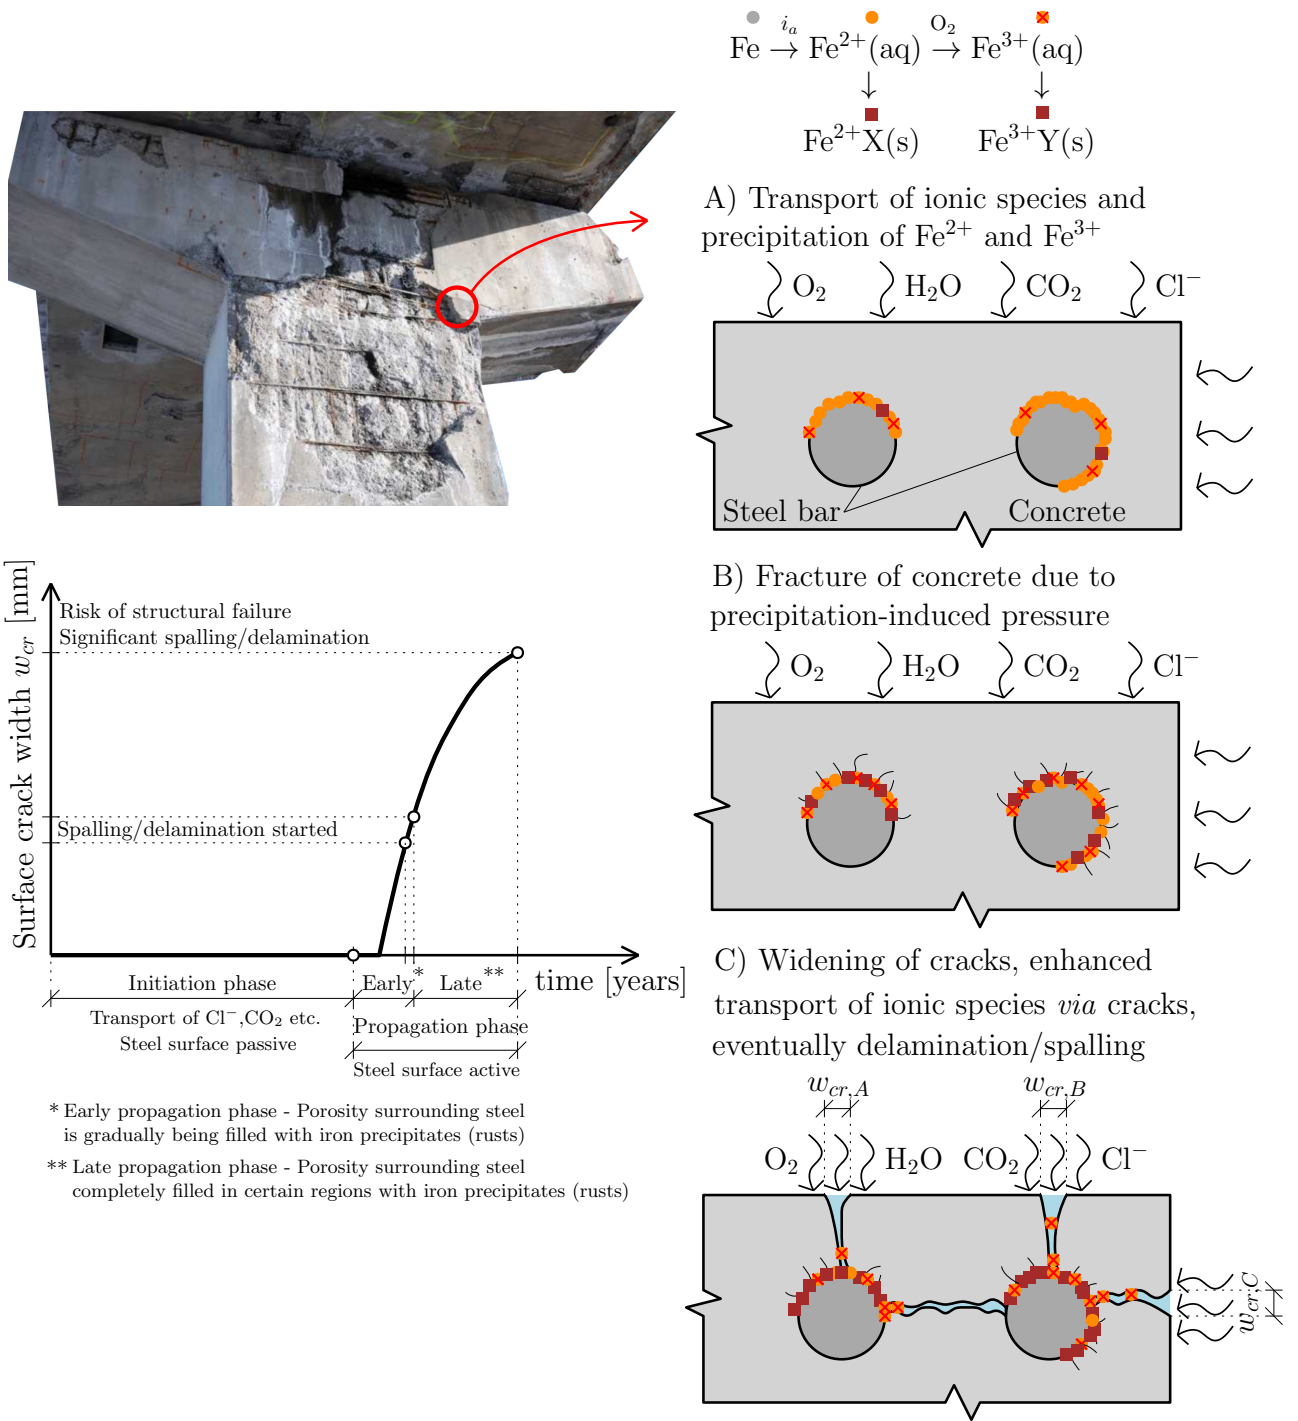 Fe →(i_a) Fe²⁺(aq) →(O₂) Fe³⁺(aq)
↓ ↓
Fe²⁺X(s) Fe³⁺Y(s)
A) Transport of ionic species and
precipitation of Fe²⁺ and Fe³⁺
O₂ H₂O CO₂ Cl⁻
Steel bar Concrete
B) Fracture of concrete due to
precipitation-induced pressure
O₂ H₂O CO₂ Cl⁻
C) Widening of cracks, enhanced
transport of ionic species via cracks,
eventually delamination/spalling
w_cr,A w_cr,B
O₂ H₂O CO₂ Cl⁻
w_cr,C
Surface crack width w_cr [mm]
Risk of structural failure
Significant spalling/delamination
Spalling/delamination started
time [years]
Initiation phase Early* Late**
Transport of Cl⁻,CO₂ etc.
Steel surface passive
Propagation phase
Steel surface active
* Early propagation phase - Porosity surrounding steel
is gradually being filled with iron precipitates (rusts)
** Late propagation phase - Porosity surrounding steel
completely filled in certain regions with iron precipitates (rusts)